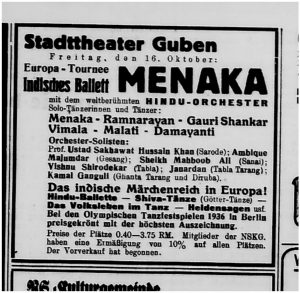 Stadttheater Guben
Freitag, den 16. Oktober:
Europa-Tournee
Indisches Ballett MENAKA
mit dem weltberühmten HINDU-ORCHESTER
Solo-Tänzerinnen und Tänzer:
Menaka - Ramnarayan - Gauri Shankar
Vimala - Malati - Damayanti
Orchester-Solisten:
Prof. Ustad Sakhawat Hussain Khan (Sarode); Ambique
Majumdar (Gesang); Sheikh Mahboob Ali (Sanai);
Vishnu Shirodekar (Tabla); Janardan (Tabla Tarang);
Kamal Ganguli (Ghanta Tarang und Diruba).
Das indische Märchenreich in Europa!
Hindu-Ballette — Shiva-Tänze (Götter-Tänze) —
Das Volksleben im Tanz — Heldensagen usf.
Bei den Olympischen Tanzfestspielen 1936 in Berlin
preisgekrönt mit der höchsten Auszeichnung.
Preise der Plätze 0.40—3.75 RM. Mitglieder der NSKG.
haben eine Ermäßigung von 10% auf allen Plätzen.
Der Vorverkauf hat begonnen.
NS.-Kulturgemeinde